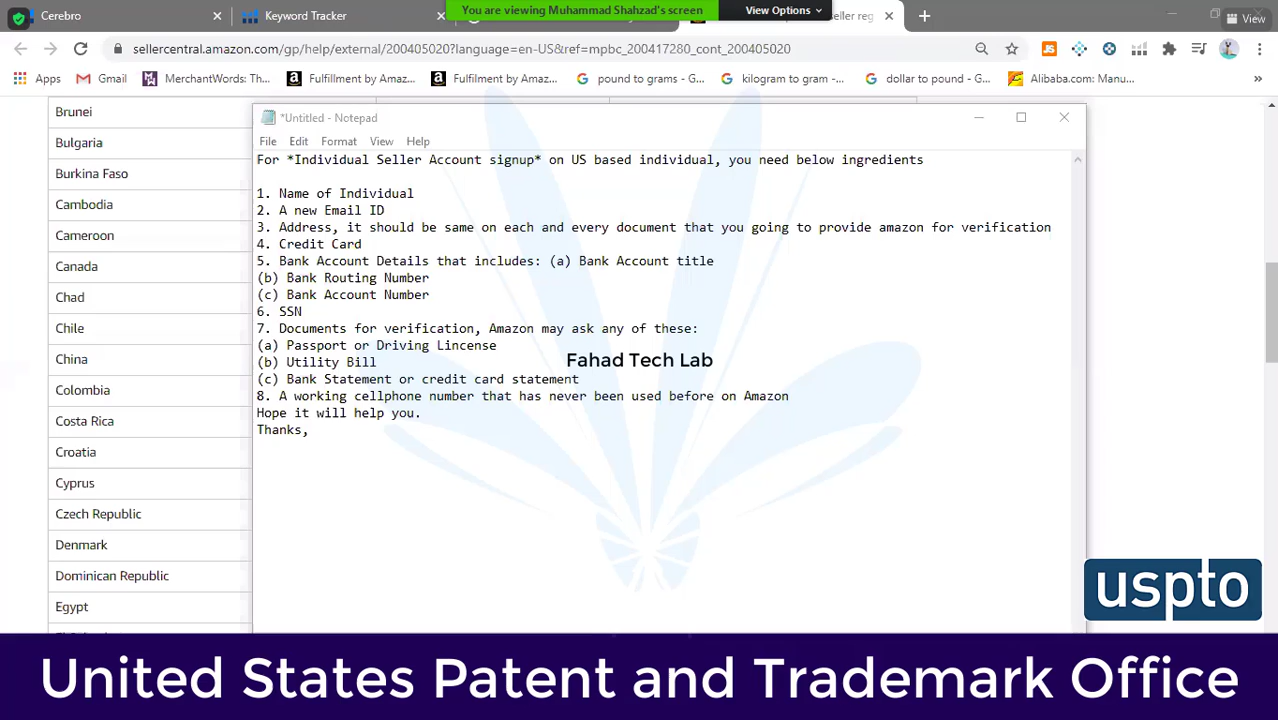 Cerebro
Keyword Tracker
You are viewing Muhammad Shahzad's screen
View Options
seller reg
View
sellercentral.amazon.com/gp/help/external/200405020?language=en-US&ref=mpbc_200417280_cont_200405020
Apps
Gmail
MerchantWords: Th...
Fulfillment by Amaz...
Fulfilment by Amaz...
pound to grams - G...
kilogram to gram -...
dollar to pound - G...
Alibaba.com: Manu...
Brunei
Bulgaria
Burkina Faso
Cambodia
Cameroon
Canada
Chad
Chile
China
Colombia
Costa Rica
Croatia
Cyprus
Czech Republic
Denmark
Dominican Republic
Egypt
*Untitled - Notepad
File Edit Format View Help
For *Individual Seller Account signup* on US based individual, you need below ingredients
1. Name of Individual
2. A new Email ID
3. Address, it should be same on each and every document that you going to provide amazon for verification
4. Credit Card
5. Bank Account Details that includes: (a) Bank Account title
(b) Bank Routing Number
(c) Bank Account Number
6. SSN
7. Documents for verification, Amazon may ask any of these:
(a) Passport or Driving Lincense
(b) Utility Bill
(c) Bank Statement or credit card statement
8. A working cellphone number that has never been used before on Amazon
Hope it will help you.
Thanks,
Fahad Tech Lab
uspto
United States Patent and Trademark Office